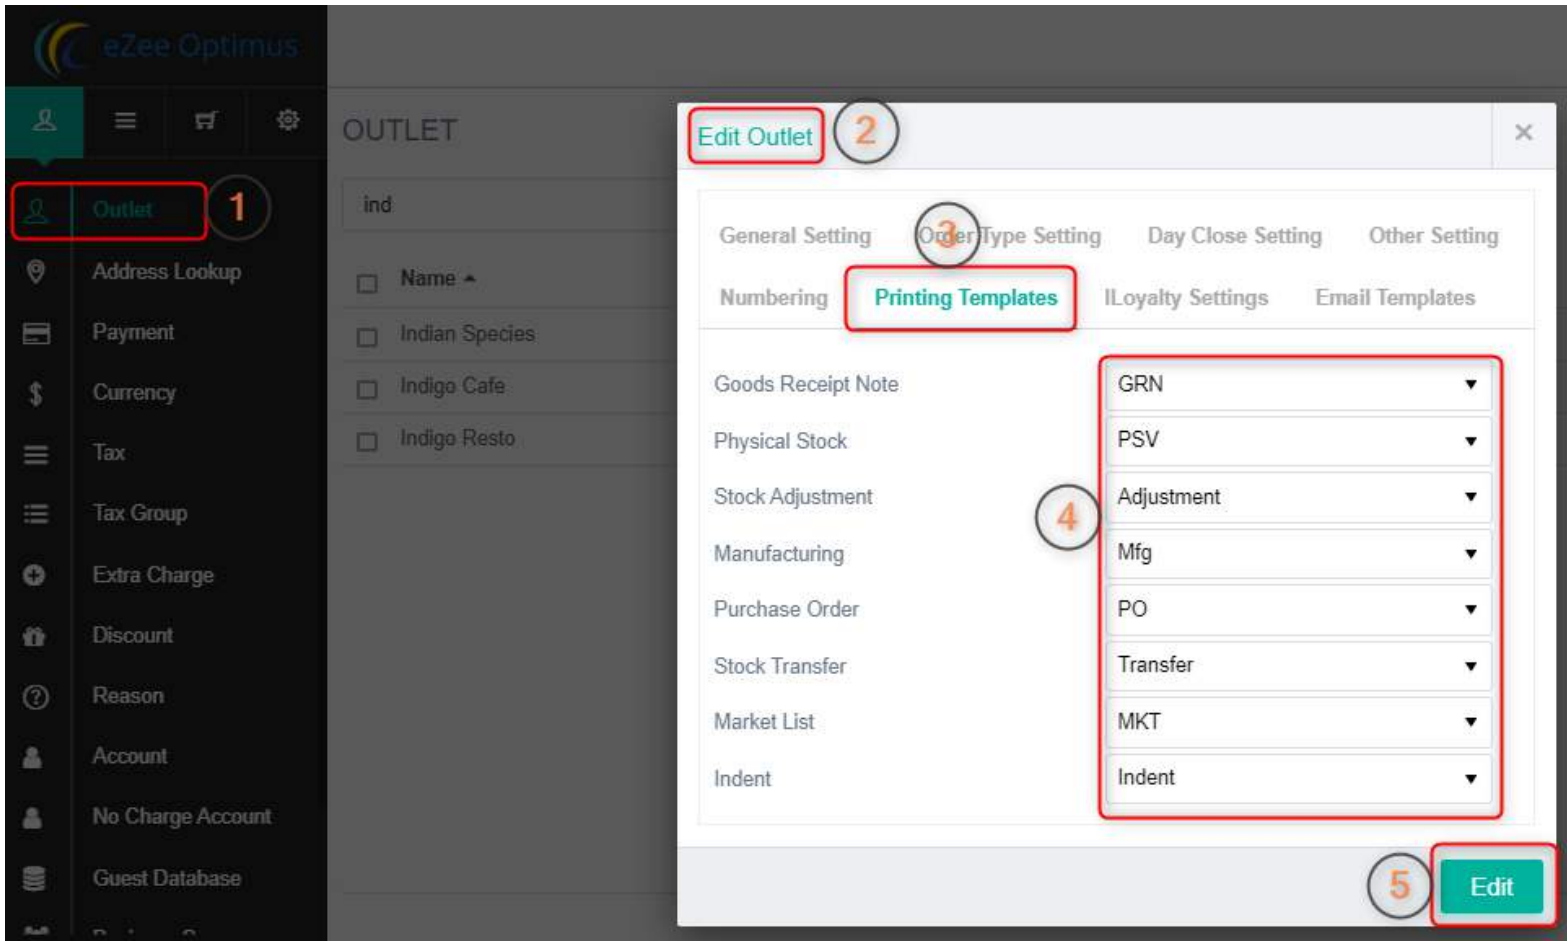 eZee Optimus
OUTLET
Edit Outlet
2
×
Outlet
1
ind
3
General Setting
Order Type Setting
Day Close Setting
Other Setting
Address Lookup
Name
Numbering
Printing Templates
ILoyalty Settings
Email Templates
Payment
Indian Species
Currency
Indigo Cafe
Goods Receipt Note
GRN
Tax
Indigo Resto
Physical Stock
PSV
Tax Group
Stock Adjustment
4
Adjustment
Extra Charge
Manufacturing
Mfg
Discount
Purchase Order
PO
Reason
Stock Transfer
Transfer
Account
Market List
MKT
No Charge Account
Indent
Indent
Guest Database
5
Edit